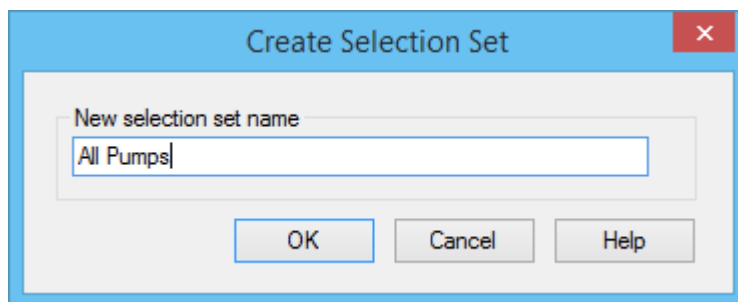 Create Selection Set
New selection set name
All Pumps
OK Cancel Help